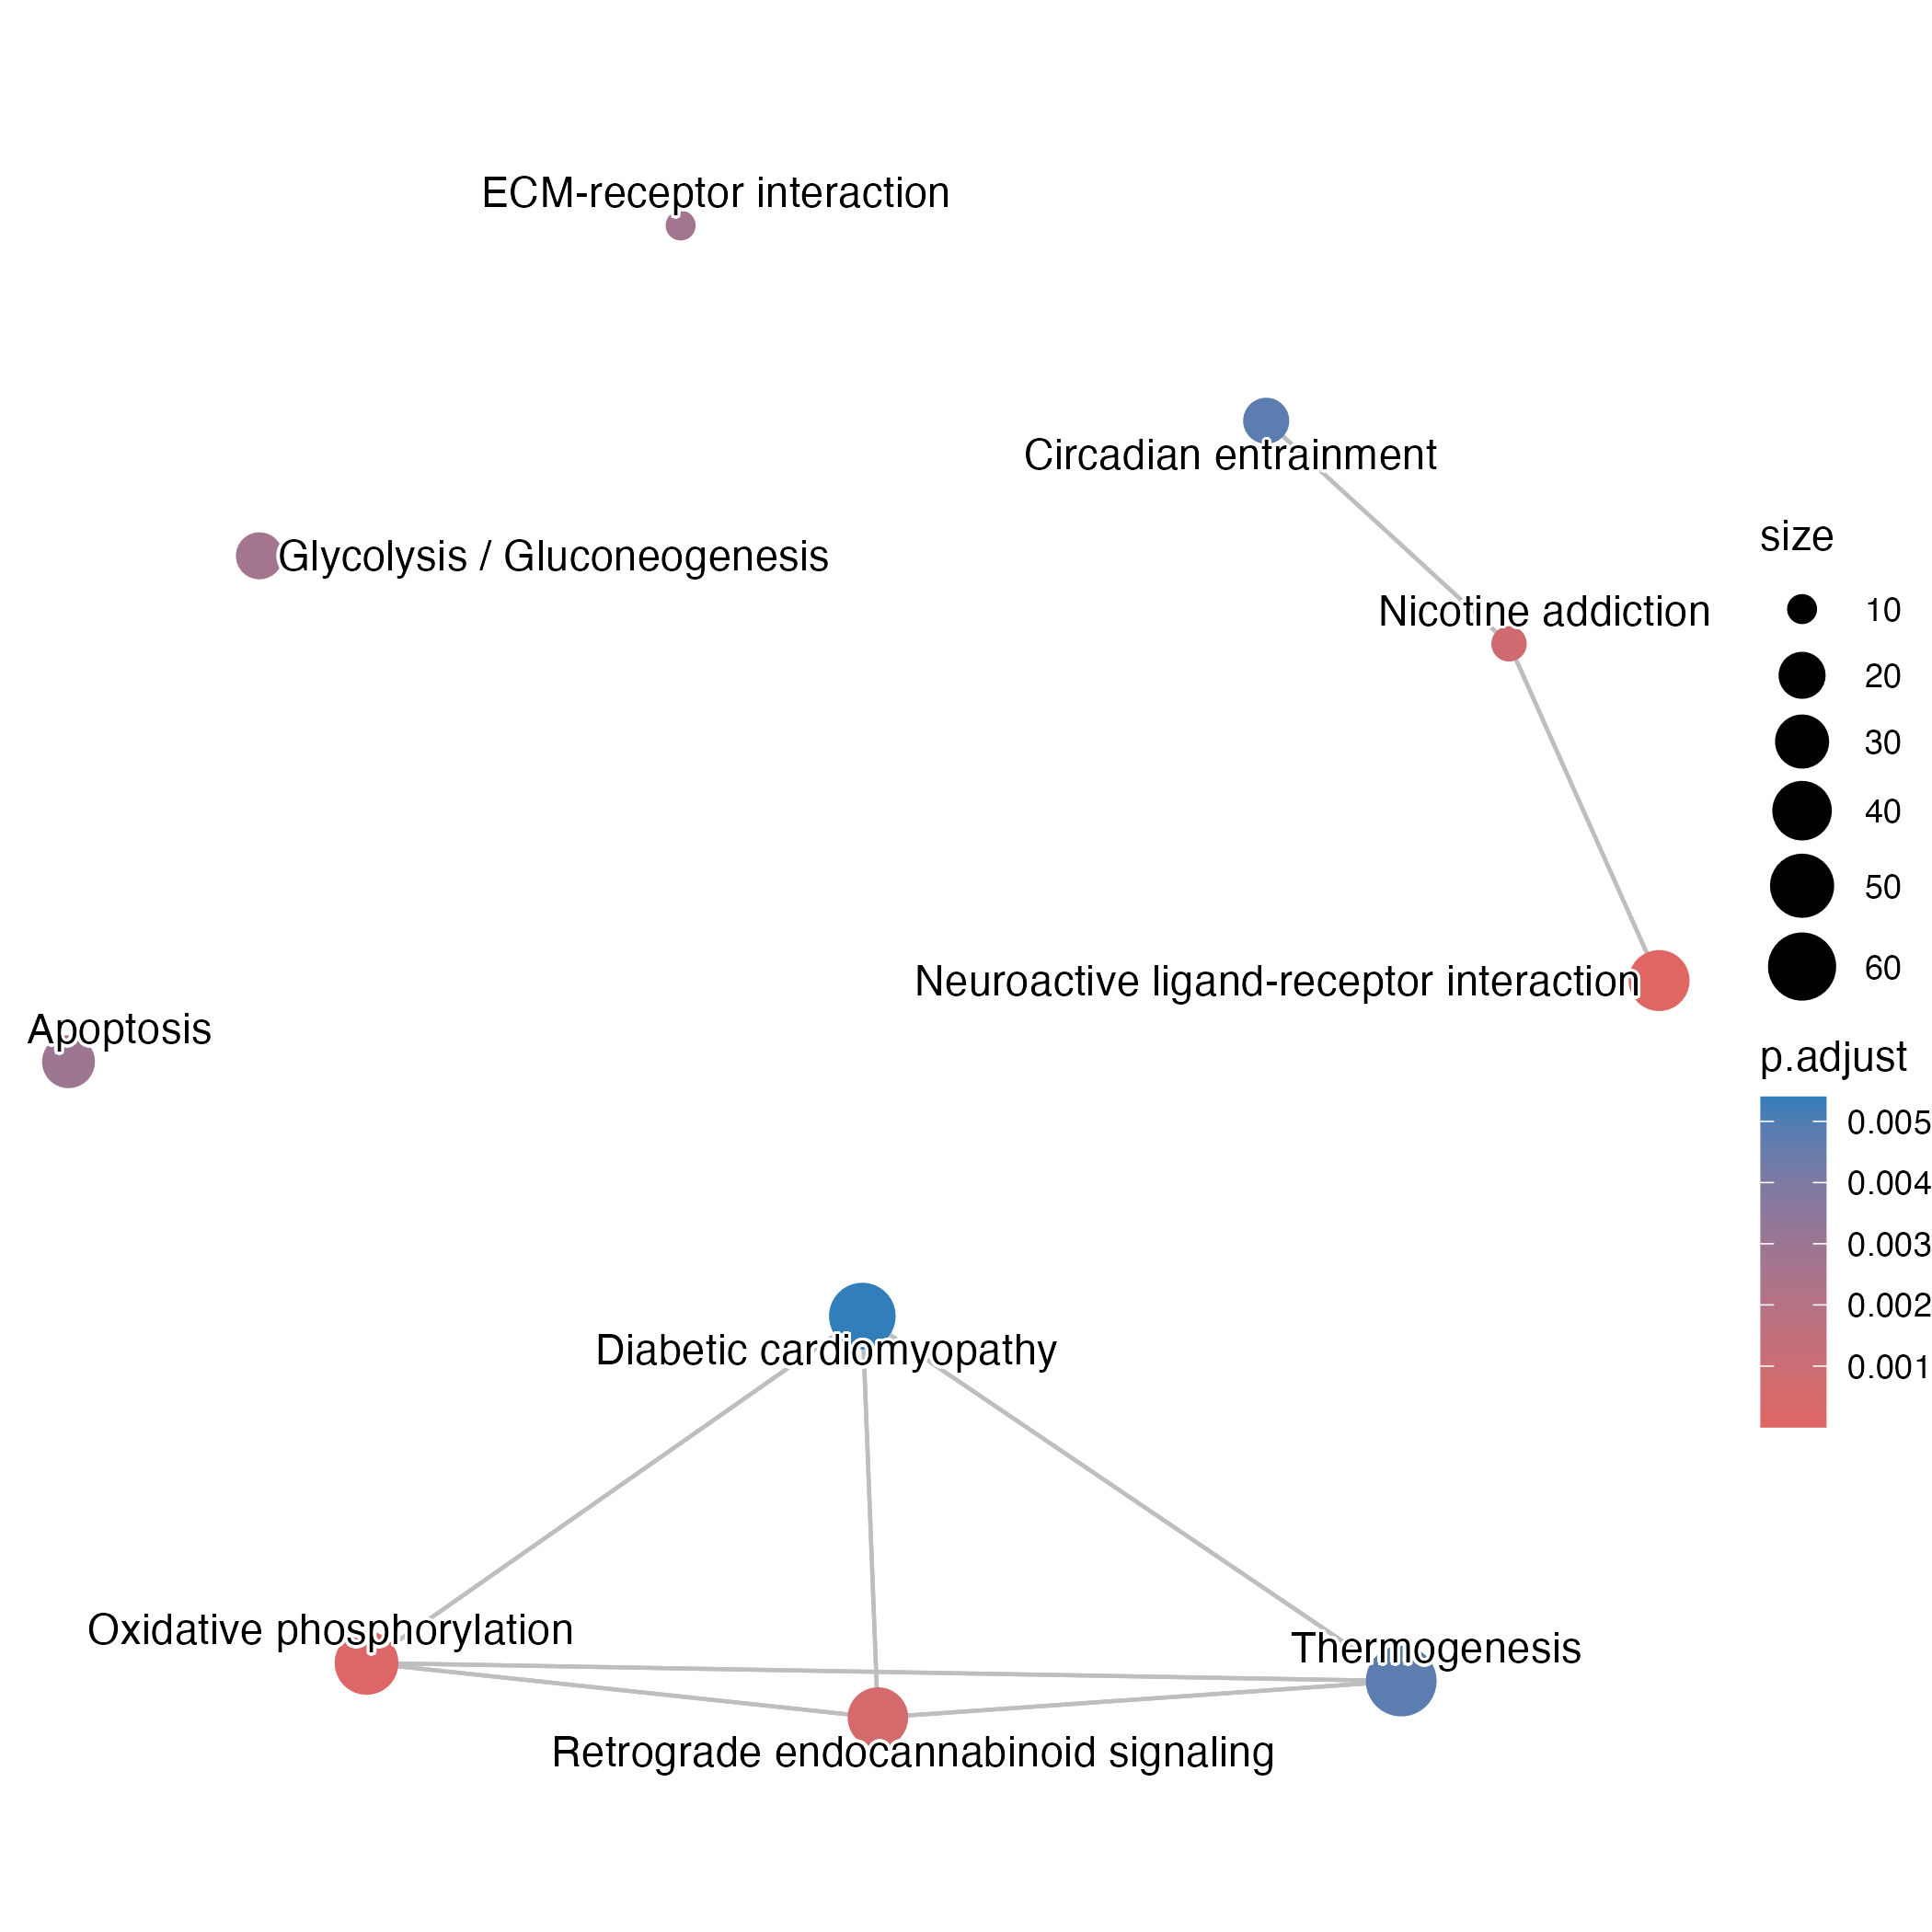 ECM-receptor interaction
Circadian entrainment
Glycolysis / Gluconeogenesis
Nicotine addiction
Neuroactive ligand-receptor interaction
Apoptosis
Diabetic cardiomyopathy
Oxidative phosphorylation
Thermogenesis
Retrograde endocannabinoid signaling
size
10
20
30
40
50
60
p.adjust
0.005
0.004
0.003
0.002
0.001